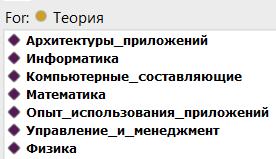 For: Теория
Архитектуры_приложений
Информатика
Компьютерные_составляющие
Математика
Опыт_использования_приложений
Управление_и_менеджмент
Физика